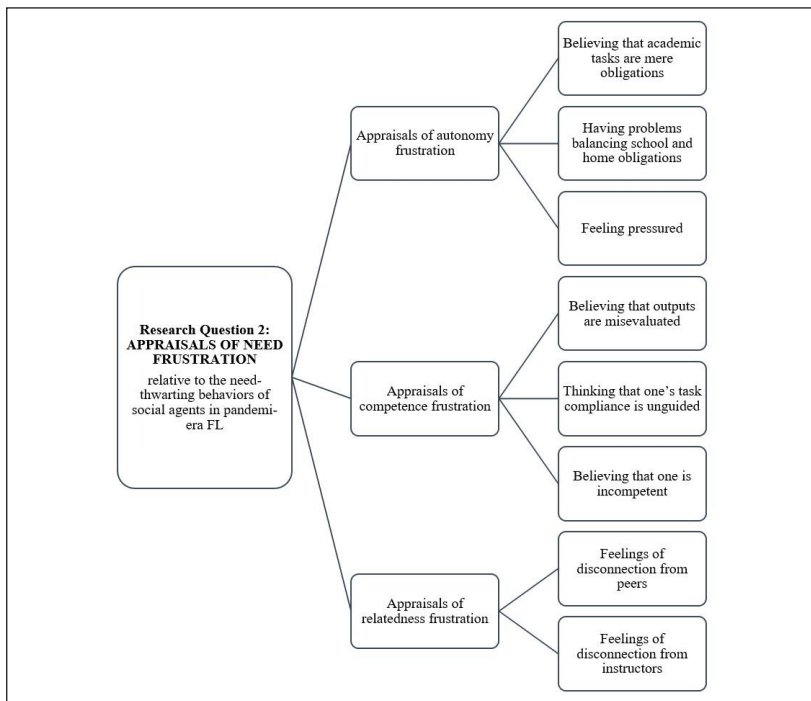 Research Question 2:
APPRAISALS OF NEED
FRUSTRATION
relative to the need-
thwarting behaviors of
social agents in pandemi-
era FL
Appraisals of autonomy
frustration
Believing that academic
tasks are mere
obligations
Having problems
balancing school and
home obligations
Feeling pressured
Appraisals of
competence frustration
Believing that outputs
are misevaluated
Thinking that one’s task
compliance is unguided
Believing that one is
incompetent
Appraisals of
relatedness frustration
Feelings of
disconnection from
peers
Feelings of
disconnection from
instructors